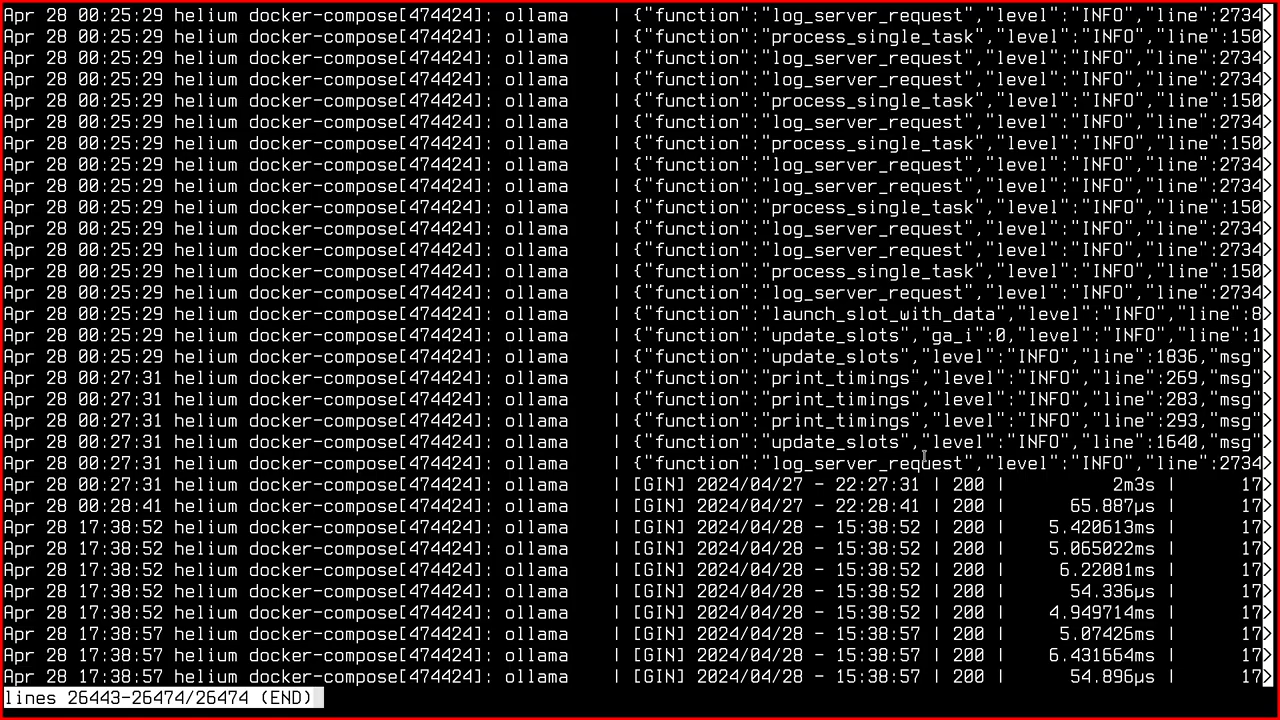 Apr 28 00:25:29 helium docker-compose[474424]: ollama    | {"function":"log_server_request","level":"INFO","line":2734>
Apr 28 00:25:29 helium docker-compose[474424]: ollama    | {"function":"process_single_task","level":"INFO","line":150>
Apr 28 00:25:29 helium docker-compose[474424]: ollama    | {"function":"log_server_request","level":"INFO","line":2734>
Apr 28 00:25:29 helium docker-compose[474424]: ollama    | {"function":"log_server_request","level":"INFO","line":2734>
Apr 28 00:25:29 helium docker-compose[474424]: ollama    | {"function":"process_single_task","level":"INFO","line":150>
Apr 28 00:25:29 helium docker-compose[474424]: ollama    | {"function":"log_server_request","level":"INFO","line":2734>
Apr 28 00:25:29 helium docker-compose[474424]: ollama    | {"function":"process_single_task","level":"INFO","line":150>
Apr 28 00:25:29 helium docker-compose[474424]: ollama    | {"function":"log_server_request","level":"INFO","line":2734>
Apr 28 00:25:29 helium docker-compose[474424]: ollama    | {"function":"log_server_request","level":"INFO","line":2734>
Apr 28 00:25:29 helium docker-compose[474424]: ollama    | {"function":"process_single_task","level":"INFO","line":150>
Apr 28 00:25:29 helium docker-compose[474424]: ollama    | {"function":"log_server_request","level":"INFO","line":2734>
Apr 28 00:25:29 helium docker-compose[474424]: ollama    | {"function":"log_server_request","level":"INFO","line":2734>
Apr 28 00:25:29 helium docker-compose[474424]: ollama    | {"function":"process_single_task","level":"INFO","line":150>
Apr 28 00:25:29 helium docker-compose[474424]: ollama    | {"function":"log_server_request","level":"INFO","line":2734>
Apr 28 00:25:29 helium docker-compose[474424]: ollama    | {"function":"launch_slot_with_data","level":"INFO","line":8>
Apr 28 00:25:29 helium docker-compose[474424]: ollama    | {"function":"update_slots","ga_i":0,"level":"INFO","line":1>
Apr 28 00:25:29 helium docker-compose[474424]: ollama    | {"function":"update_slots","level":"INFO","line":1836,"msg">
Apr 28 00:27:31 helium docker-compose[474424]: ollama    | {"function":"print_timings","level":"INFO","line":269,"msg">
Apr 28 00:27:31 helium docker-compose[474424]: ollama    | {"function":"print_timings","level":"INFO","line":283,"msg">
Apr 28 00:27:31 helium docker-compose[474424]: ollama    | {"function":"print_timings","level":"INFO","line":293,"msg">
Apr 28 00:27:31 helium docker-compose[474424]: ollama    | {"function":"update_slots","level":"INFO","line":1640,"msg">
Apr 28 00:27:31 helium docker-compose[474424]: ollama    | {"function":"log_server_request","level":"INFO","line":2734>
Apr 28 00:27:31 helium docker-compose[474424]: ollama    | [GIN] 2024/04/27 - 22:27:31 | 200 |          2m3s |      17>
Apr 28 00:28:41 helium docker-compose[474424]: ollama    | [GIN] 2024/04/27 - 22:28:41 | 200 |      65.887µs |      17>
Apr 28 17:38:52 helium docker-compose[474424]: ollama    | [GIN] 2024/04/28 - 15:38:52 | 200 |    5.420613ms |      17>
Apr 28 17:38:52 helium docker-compose[474424]: ollama    | [GIN] 2024/04/28 - 15:38:52 | 200 |    5.065022ms |      17>
Apr 28 17:38:52 helium docker-compose[474424]: ollama    | [GIN] 2024/04/28 - 15:38:52 | 200 |     6.22081ms |      17>
Apr 28 17:38:52 helium docker-compose[474424]: ollama    | [GIN] 2024/04/28 - 15:38:52 | 200 |      54.336µs |      17>
Apr 28 17:38:52 helium docker-compose[474424]: ollama    | [GIN] 2024/04/28 - 15:38:52 | 200 |    4.949714ms |      17>
Apr 28 17:38:57 helium docker-compose[474424]: ollama    | [GIN] 2024/04/28 - 15:38:57 | 200 |     5.07426ms |      17>
Apr 28 17:38:57 helium docker-compose[474424]: ollama    | [GIN] 2024/04/28 - 15:38:57 | 200 |    6.431664ms |      17>
Apr 28 17:38:57 helium docker-compose[474424]: ollama    | [GIN] 2024/04/28 - 15:38:57 | 200 |      54.896µs |      17>
lines 26443-26474/26474 (END)